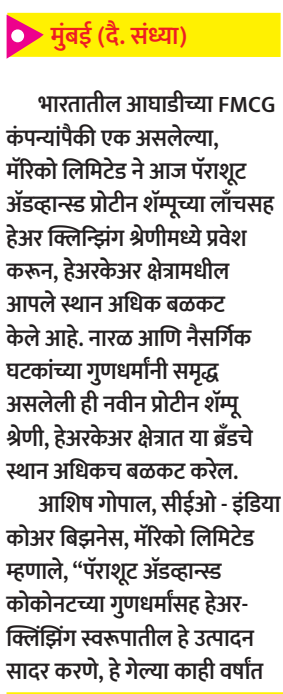 मुंबई (दै. संध्या)
भारतातील आघाडीच्या FMCG
कंपन्यांपैकी एक असलेल्या,
मॅरिको लिमिटेड ने आज पॅराशूट
ॲडव्हान्स्ड प्रोटीन शॅम्पूच्या लाँचसह
हेअर क्लिन्झिंग श्रेणीमध्ये प्रवेश
करून, हेअरकेअर क्षेत्रामधील
आपले स्थान अधिक बळकट
केले आहे. नारळ आणि नैसर्गिक
घटकांच्या गुणधर्मांनी समृद्ध
असलेली ही नवीन प्रोटीन शॅम्पू
श्रेणी, हेअरकेअर क्षेत्रात या ब्रँडचे
स्थान अधिकच बळकट करेल.
आशिष गोपाल, सीईओ - इंडिया
कोअर बिझनेस, मॅरिको लिमिटेड
म्हणाले, “पॅराशूट ॲडव्हान्स्ड
कोकोनटच्या गुणधर्मांसह हेअर-
क्लिंझिंग स्वरूपातील हे उत्पादन
सादर करणे, हे गेल्या काही वर्षांत